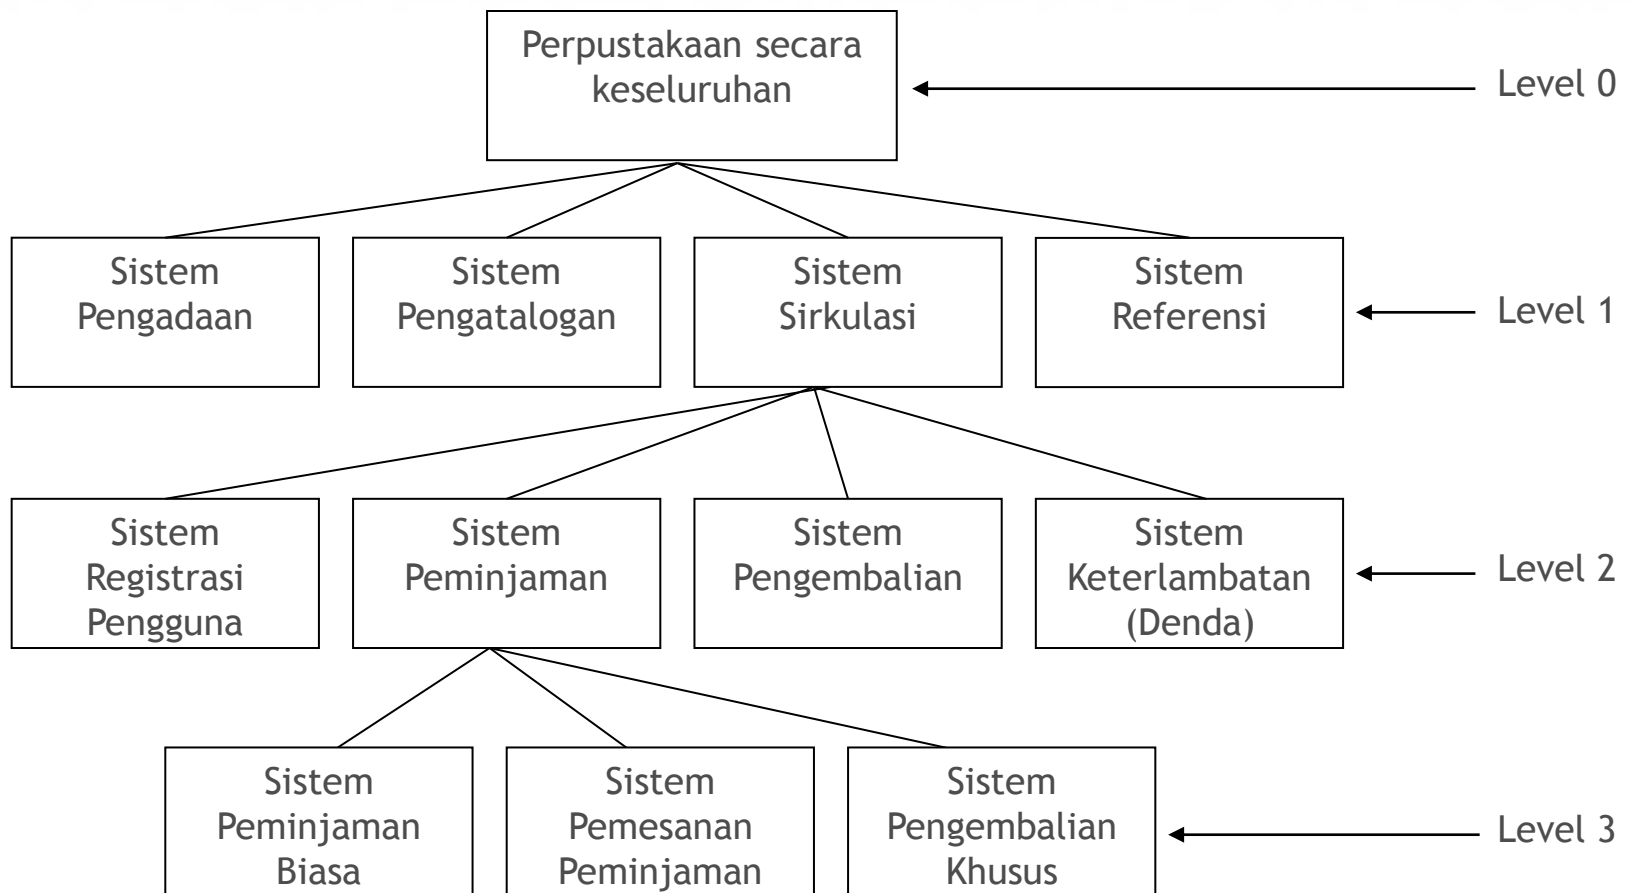 Perpustakaan secara
keseluruhan
Level 0
Sistem
Pengadaan
Sistem
Pengatalogan
Sistem
Sirkulasi
Sistem
Referensi
Level 1
Sistem
Registrasi
Pengguna
Sistem
Peminjaman
Sistem
Pengembalian
Sistem
Keterlambatan
(Denda)
Level 2
Sistem
Peminjaman
Biasa
Sistem
Pemesanan
Peminjaman
Sistem
Pengembalian
Khusus
Level 3